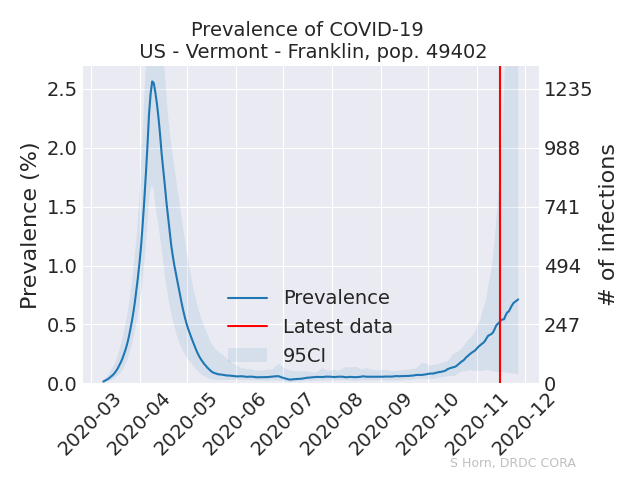 Prevalence of COVID-19
US - Vermont - Franklin, pop. 49402
Prevalence (%)
2.5
2.0
1.5
1.0
0.5
0.0
1235
988
741
494
247
0
# of infections
Prevalence
Latest data
95CI
2020-03
2020-04
2020-05
2020-06
2020-07
2020-08
2020-09
2020-10
2020-11
2020-12
S Horn, DRDC CORA